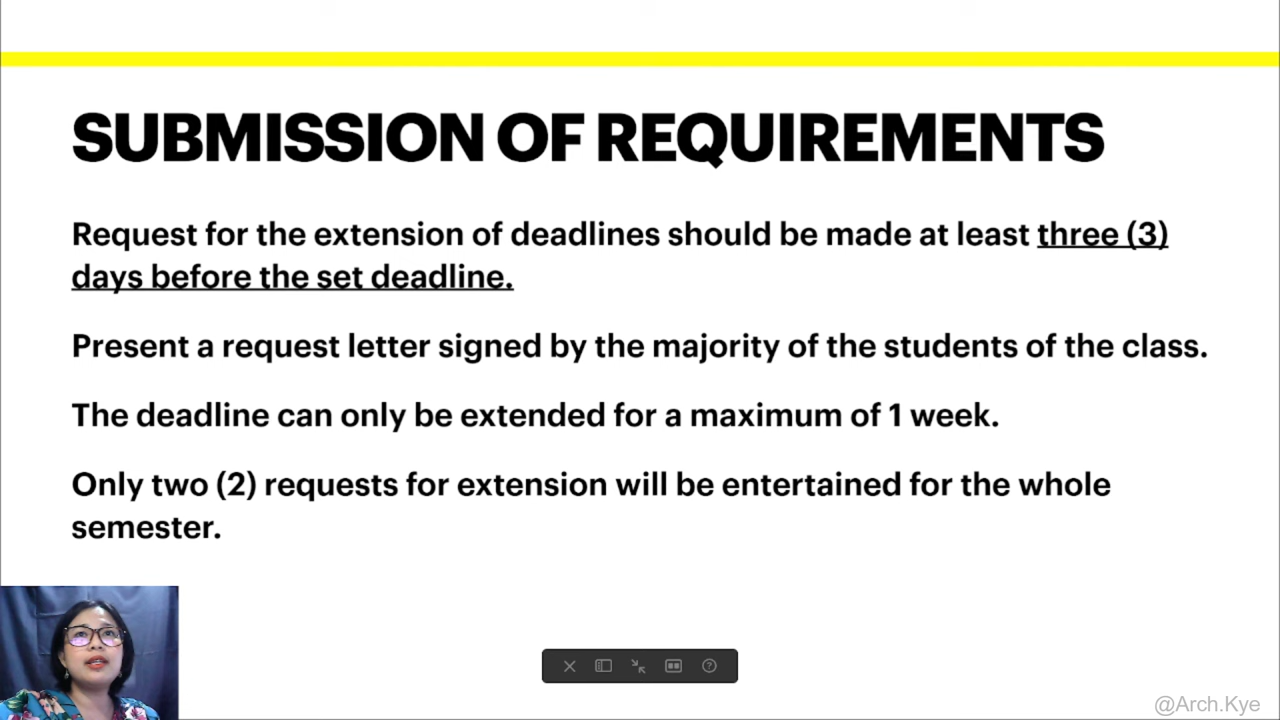 SUBMISSION OF REQUIREMENTS
Request for the extension of deadlines should be made at least three (3)
days before the set deadline.
Present a request letter signed by the majority of the students of the class.
The deadline can only be extended for a maximum of 1 week.
Only two (2) requests for extension will be entertained for the whole
semester.
@Arch.Kye